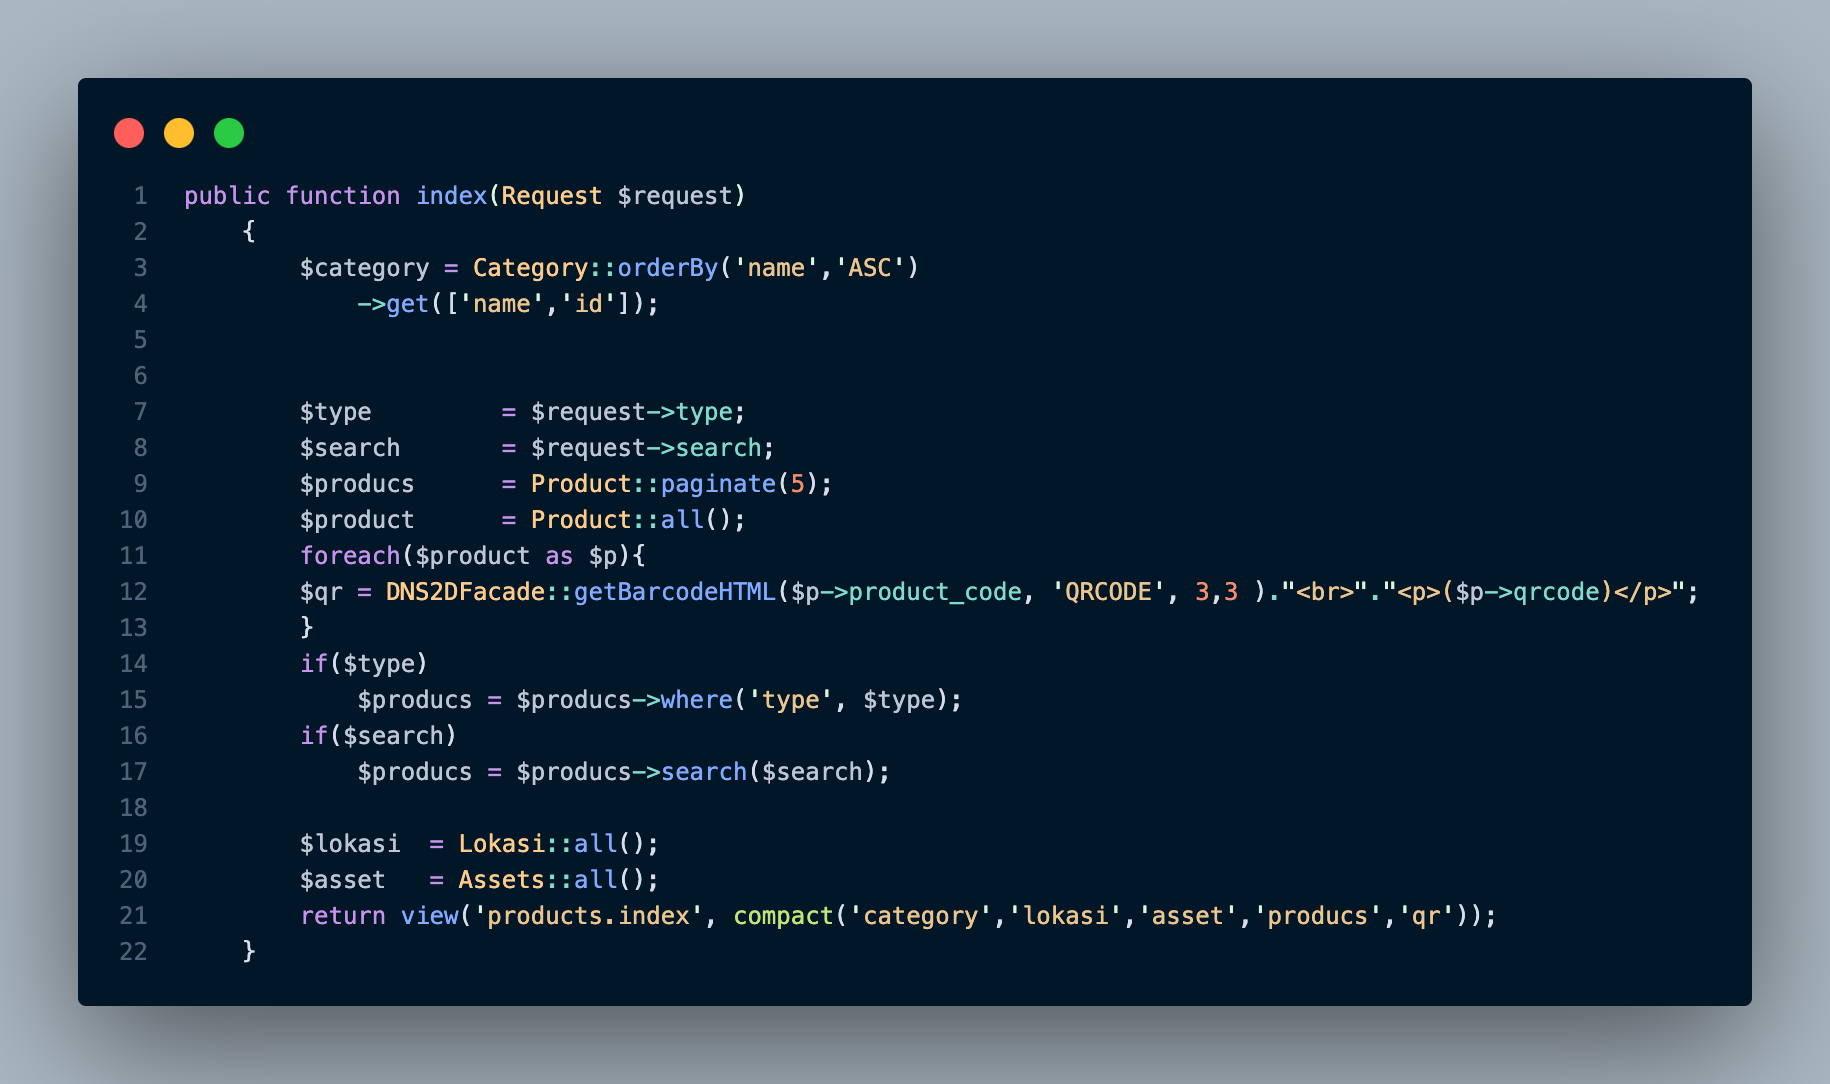 1 public function index(Request $request)
2     {
3         $category = Category::orderBy('name','ASC')
4             ->get(['name','id']);
5
6
7         $type         = $request->type;
8         $search       = $request->search;
9         $producs      = Product::paginate(5);
10         $product      = Product::all();
11         foreach($product as $p){
12         $qr = DNS2DFacade::getBarcodeHTML($p->product_code, 'QRCODE', 3,3 )."<br>"."<p>($p->qrcode)</p>";
13         }
14         if($type)
15             $producs = $producs->where('type', $type);
16         if($search)
17             $producs = $producs->search($search);
18
19         $lokasi  = Lokasi::all();
20         $asset   = Assets::all();
21         return view('products.index', compact('category','lokasi','asset','producs','qr'));
22     }